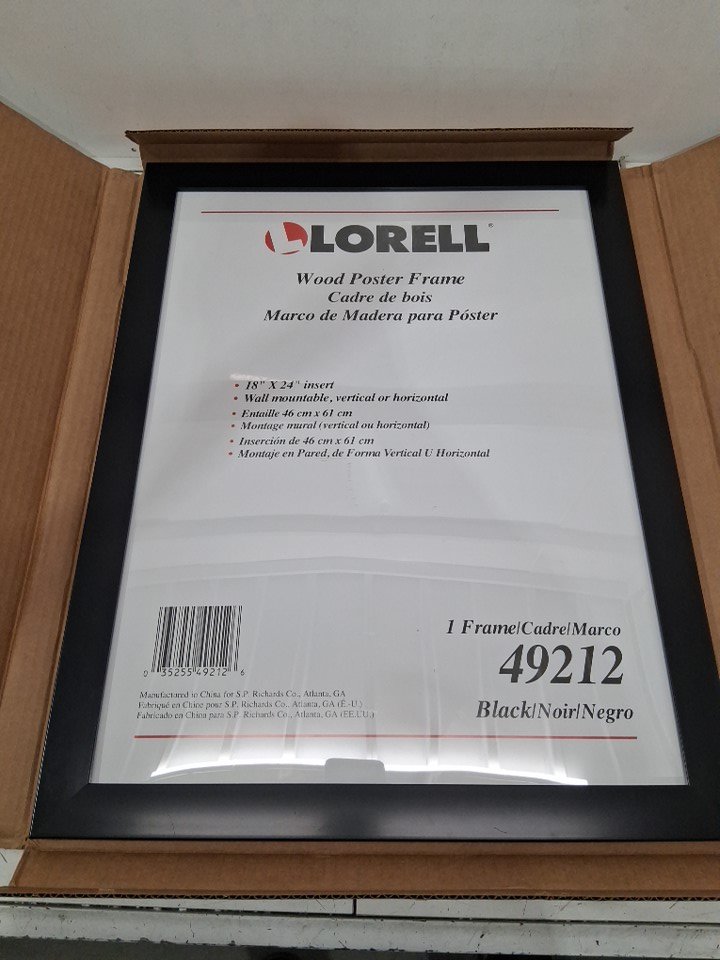 LLORELL®
Wood Poster Frame
Cadre de bois
Marco de Madera para Póster
• 18" X 24" insert
• Wall mountable, vertical or horizontal
• Entaille 46 cm x 61 cm
• Montage mural (vertical ou horizontal)
• Inserción de 46 cm x 61 cm
• Montaje en Pared, de Forma Vertical U Horizontal
1 Frame/Cadre/Marco
49212
Black/Noir/Negro
0 35255 49212 6
Manufactured in China for S.P. Richards Co., Atlanta, GA
Fabriqué en Chine pour S.P. Richards Co., Atlanta, GA (É.-U.)
Fabricado en China para S.P. Richards Co., Atlanta, GA (EE.UU.)